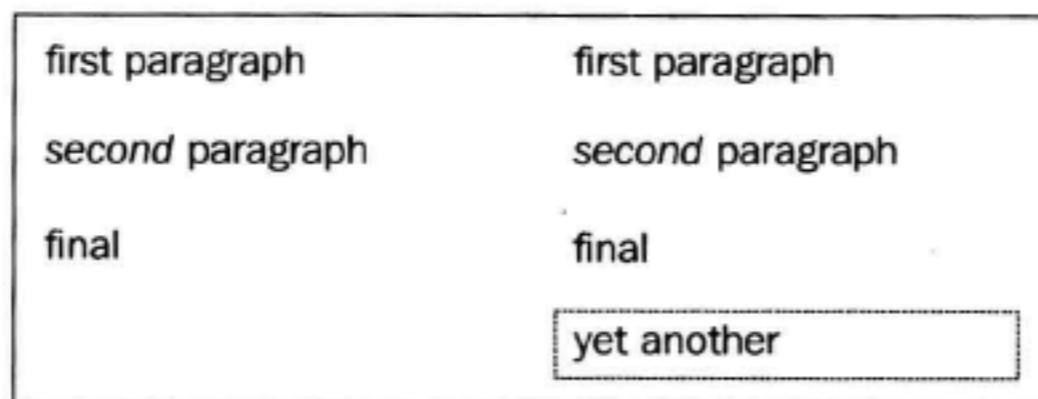 first paragraph
second paragraph
final
first paragraph
second paragraph
final
yet another